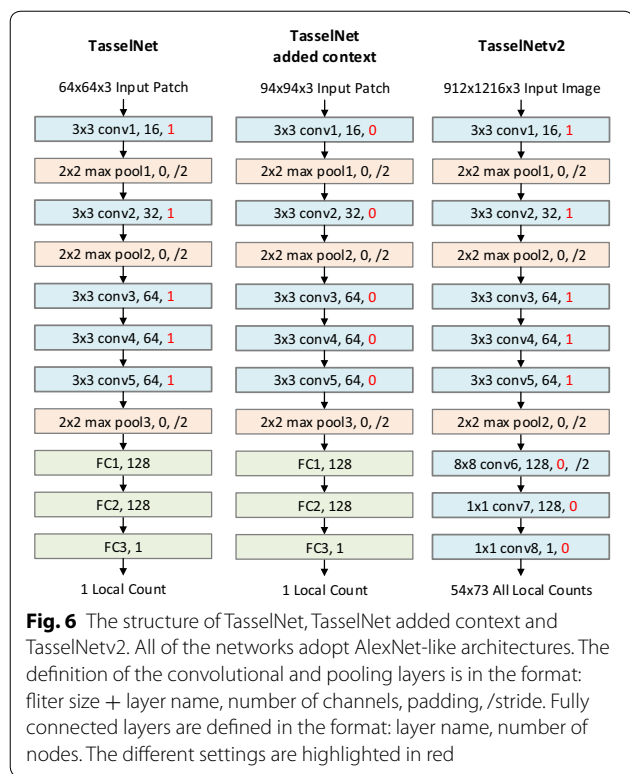 TasselNet
64x64x3 Input Patch
3x3 conv1, 16, 1
2x2 max pool1, 0, /2
3x3 conv2, 32, 1
2x2 max pool2, 0, /2
3x3 conv3, 64, 1
3x3 conv4, 64, 1
3x3 conv5, 64, 1
2x2 max pool3, 0, /2
FC1, 128
FC2, 128
FC3, 1
1 Local Count
TasselNet
added context
94x94x3 Input Patch
3x3 conv1, 16, 0
2x2 max pool1, 0, /2
3x3 conv2, 32, 0
2x2 max pool2, 0, /2
3x3 conv3, 64, 0
3x3 conv4, 64, 0
3x3 conv5, 64, 0
2x2 max pool3, 0, /2
FC1, 128
FC2, 128
FC3, 1
1 Local Count
TasselNetv2
912x1216x3 Input Image
3x3 conv1, 16, 1
2x2 max pool1, 0, /2
3x3 conv2, 32, 1
2x2 max pool2, 0, /2
3x3 conv3, 64, 1
3x3 conv4, 64, 1
3x3 conv5, 64, 1
2x2 max pool2, 0, /2
8x8 conv6, 128, 0, /2
1x1 conv7, 128, 0
1x1 conv8, 1, 0
54x73 All Local Counts
Fig. 6 The structure of TasselNet, TasselNet added context and
TasselNetv2. All of the networks adopt AlexNet-like architectures. The
definition of the convolutional and pooling layers is in the format:
fliter size + layer name, number of channels, padding, /stride. Fully
connected layers are defined in the format: layer name, number of
nodes. The different settings are highlighted in red